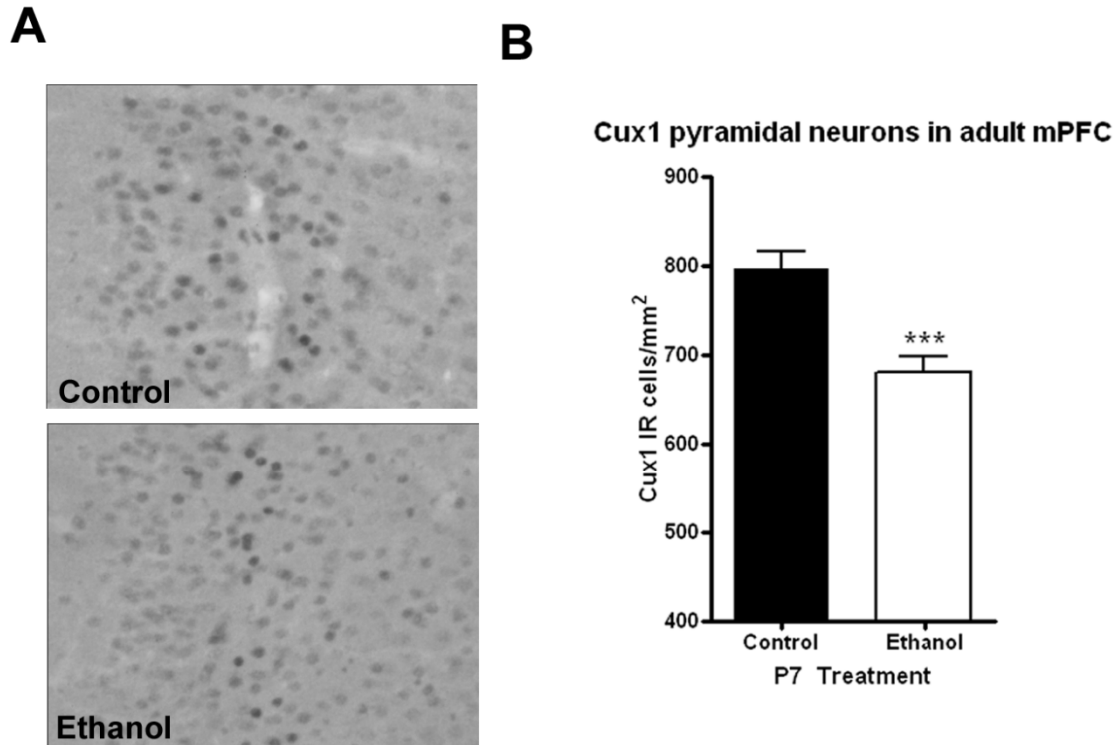 A
B
Control
Ethanol
Cux1 pyramidal neurons in adult mPFC
Cux1 IR cells/mm²
900
800
700
600
500
400
***
Control Ethanol
P7 Treatment